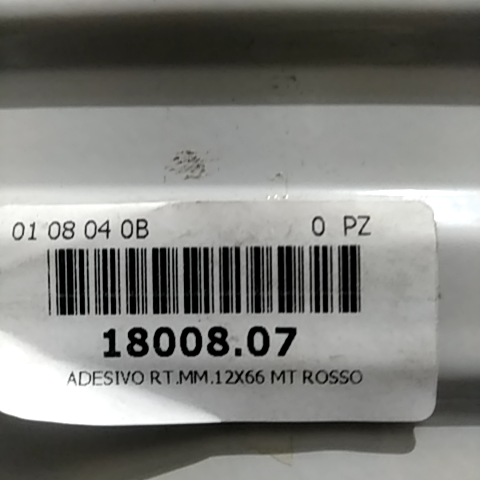 01 08 04 0B 0 PZ
18008.07
ADESIVO RT.MM.12X66 MT ROSSO